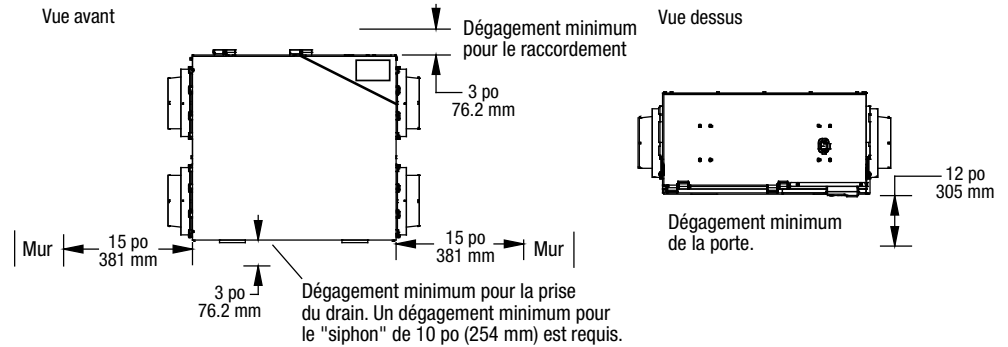 Vue avant
Dégagement minimum
pour le raccordement
3 po
76.2 mm
Mur
15 po
381 mm
15 po
381 mm
Mur
3 po
76.2 mm
Dégagement minimum pour la prise
du drain. Un dégagement minimum pour
le "siphon" de 10 po (254 mm) est requis.
Vue dessus
12 po
305 mm
Dégagement minimum
de la porte.